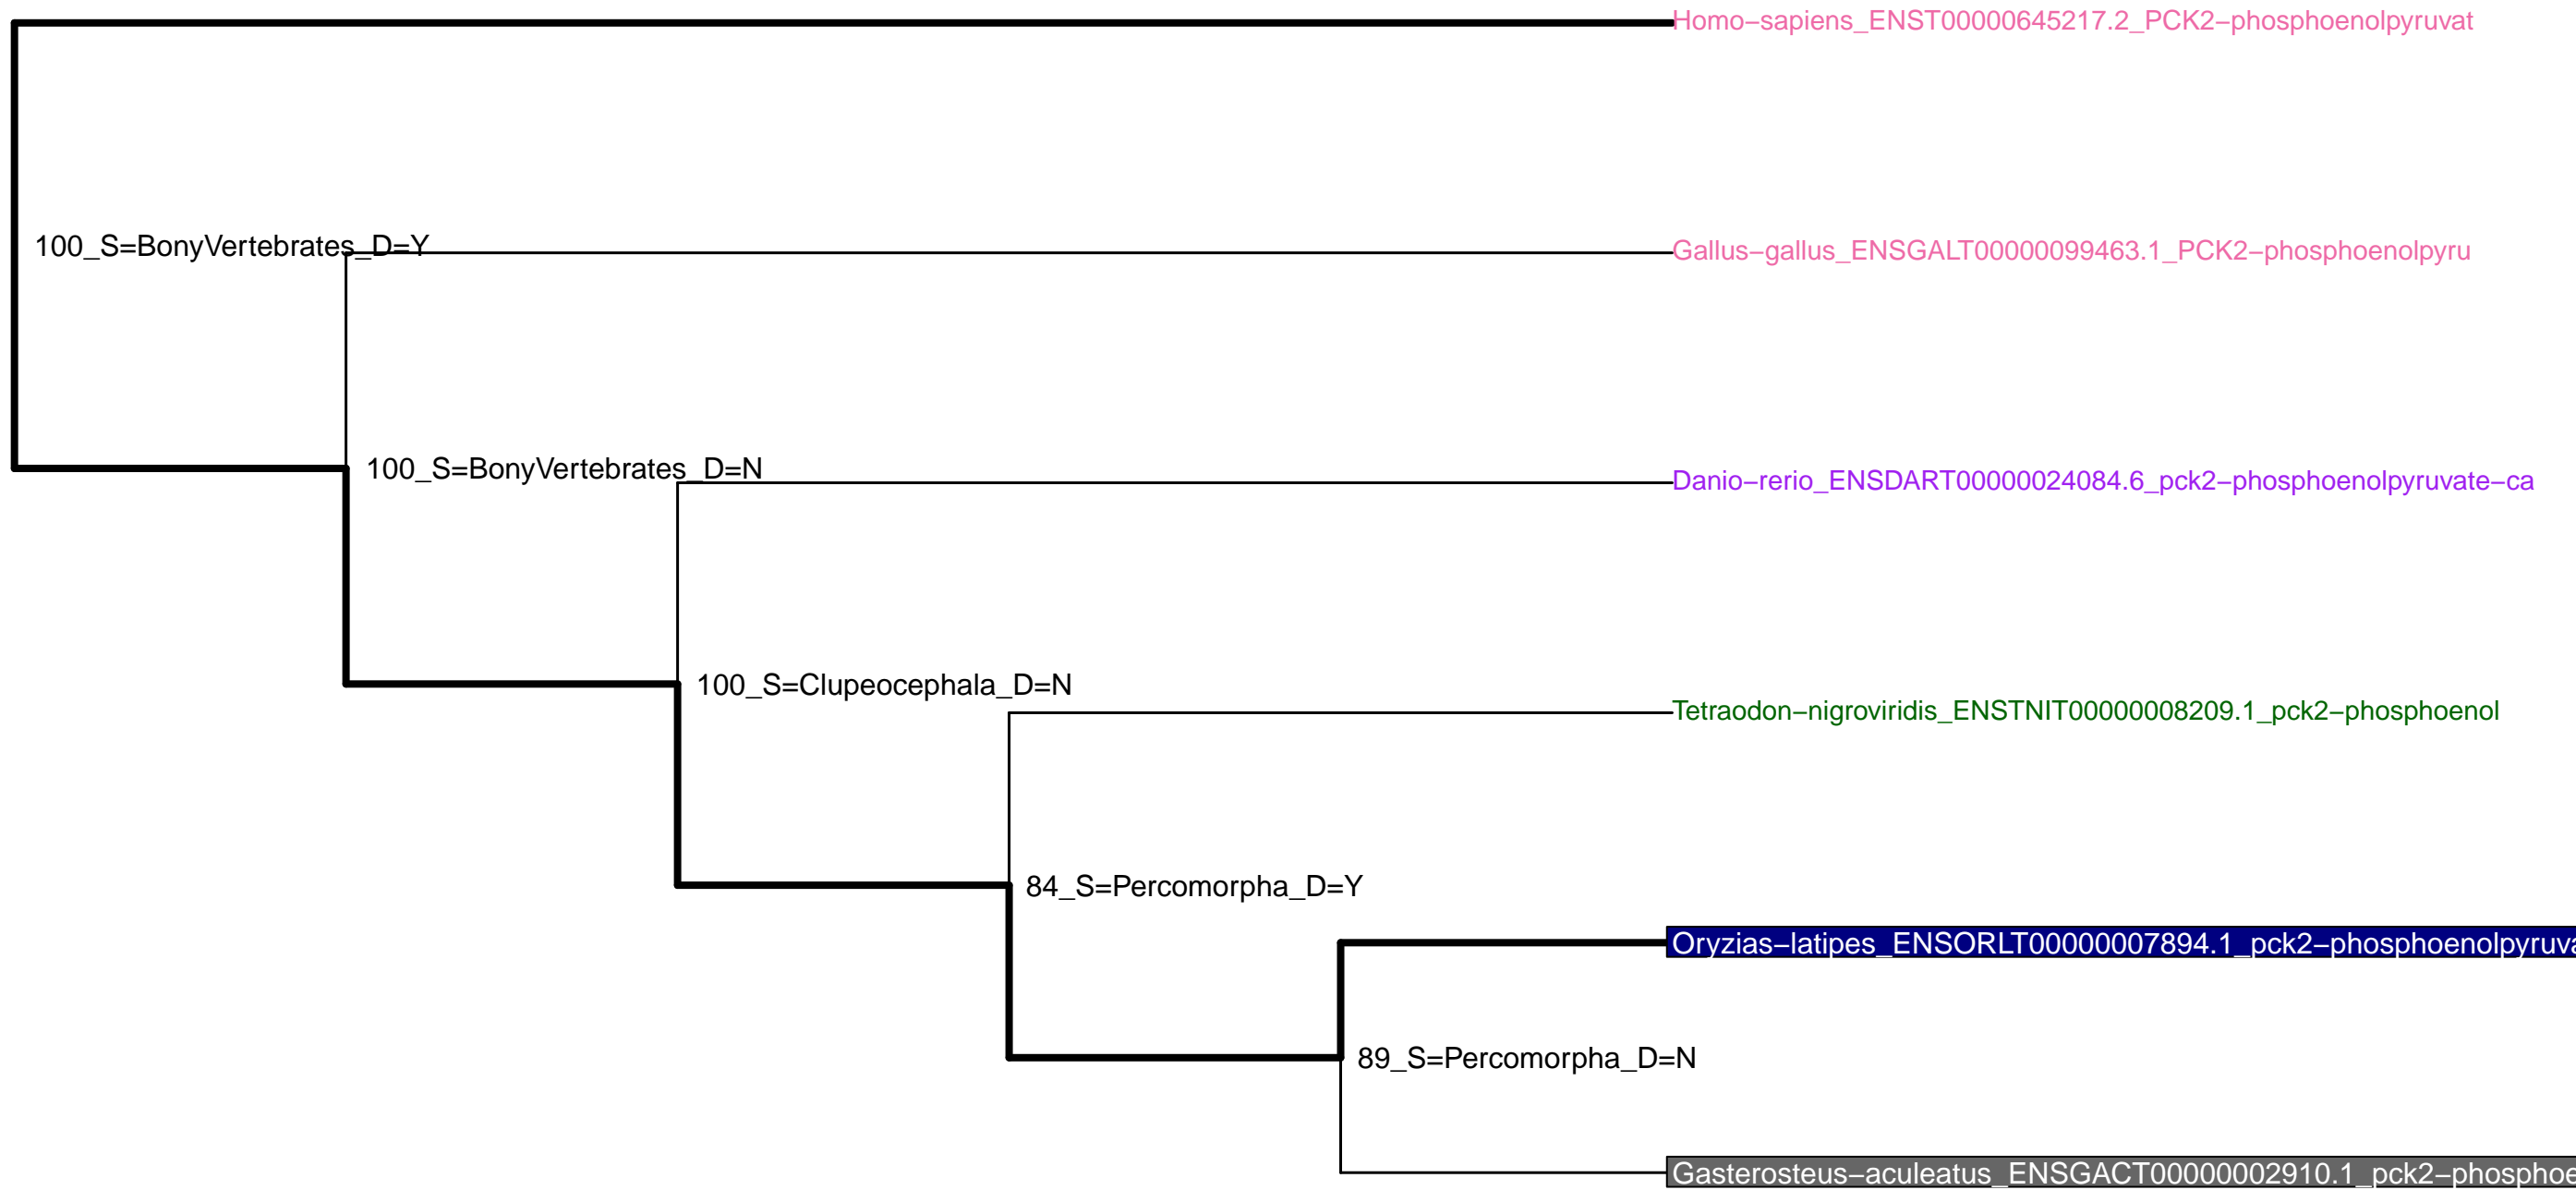 Homo−sapiens_ENST00000645217.2_PCK2−phosphoenolpyruvat
100_S=BonyVertebrates_D=Y
Gallus−gallus_ENSGALT00000099463.1_PCK2−phosphoenolpyru
100_S=BonyVertebrates_D=N
Danio−rerio_ENSDART00000024084.6_pck2−phosphoenolpyruvate−ca
100_S=Clupeocephala_D=N
Tetraodon−nigroviridis_ENSTNIT00000008209.1_pck2−phosphoenol
84_S=Percomorpha_D=Y
Oryzias−latipes_ENSORLT00000007894.1_pck2−phosphoenolpyruva
89_S=Percomorpha_D=N
Gasterosteus−aculeatus_ENSGACT00000002910.1_pck2−phosphoe